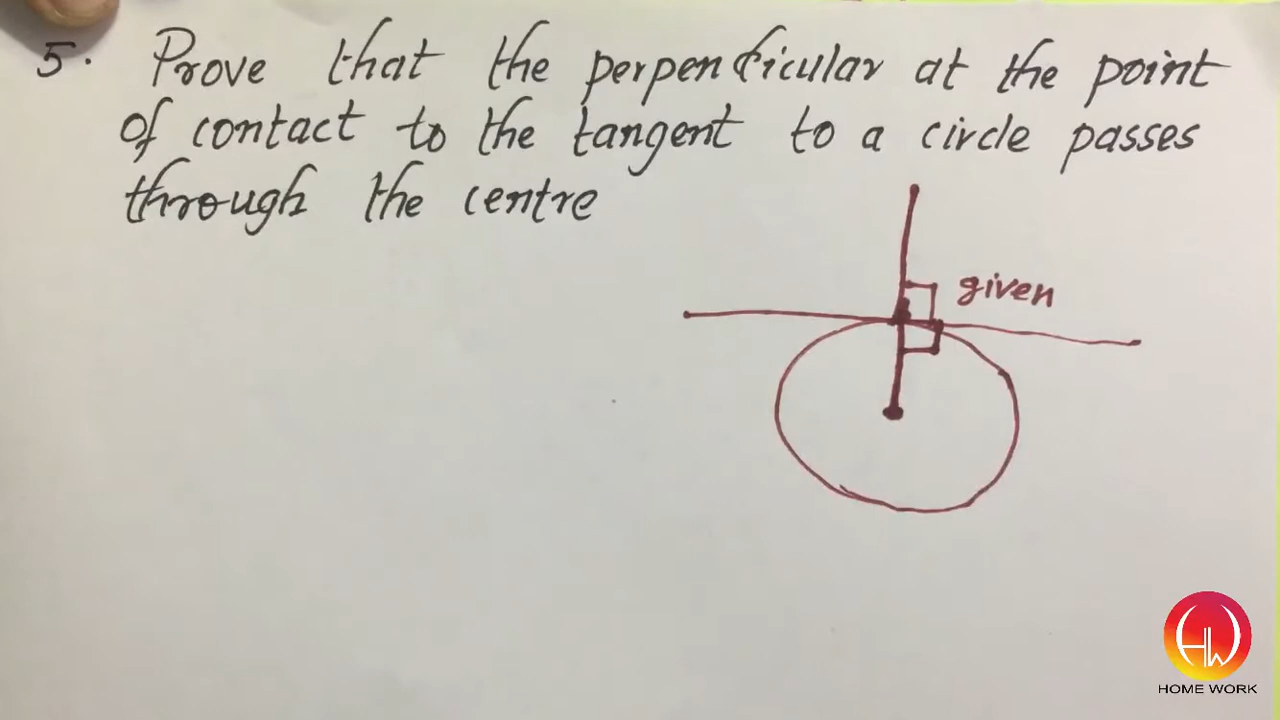 5. Prove that the perpendicular at the point
of contact to the tangent to a circle passes
through the centre
given
HW
HOME WORK